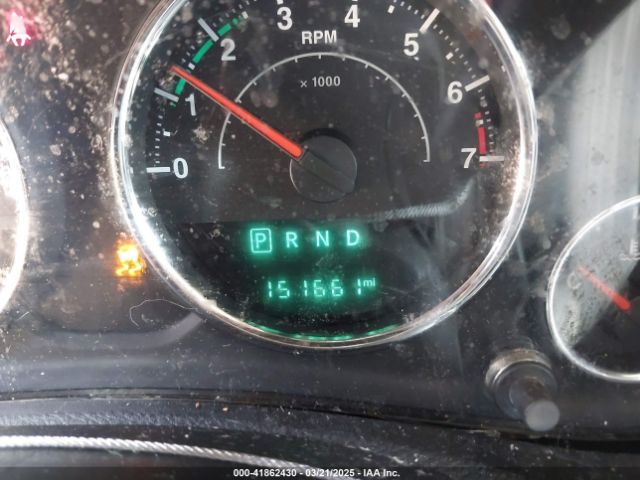 0 1 2 3 4 5 6 7
RPM
x 1000
P R N D
151661 mi
000-41862430 - 03/21/2025 - IAA Inc.